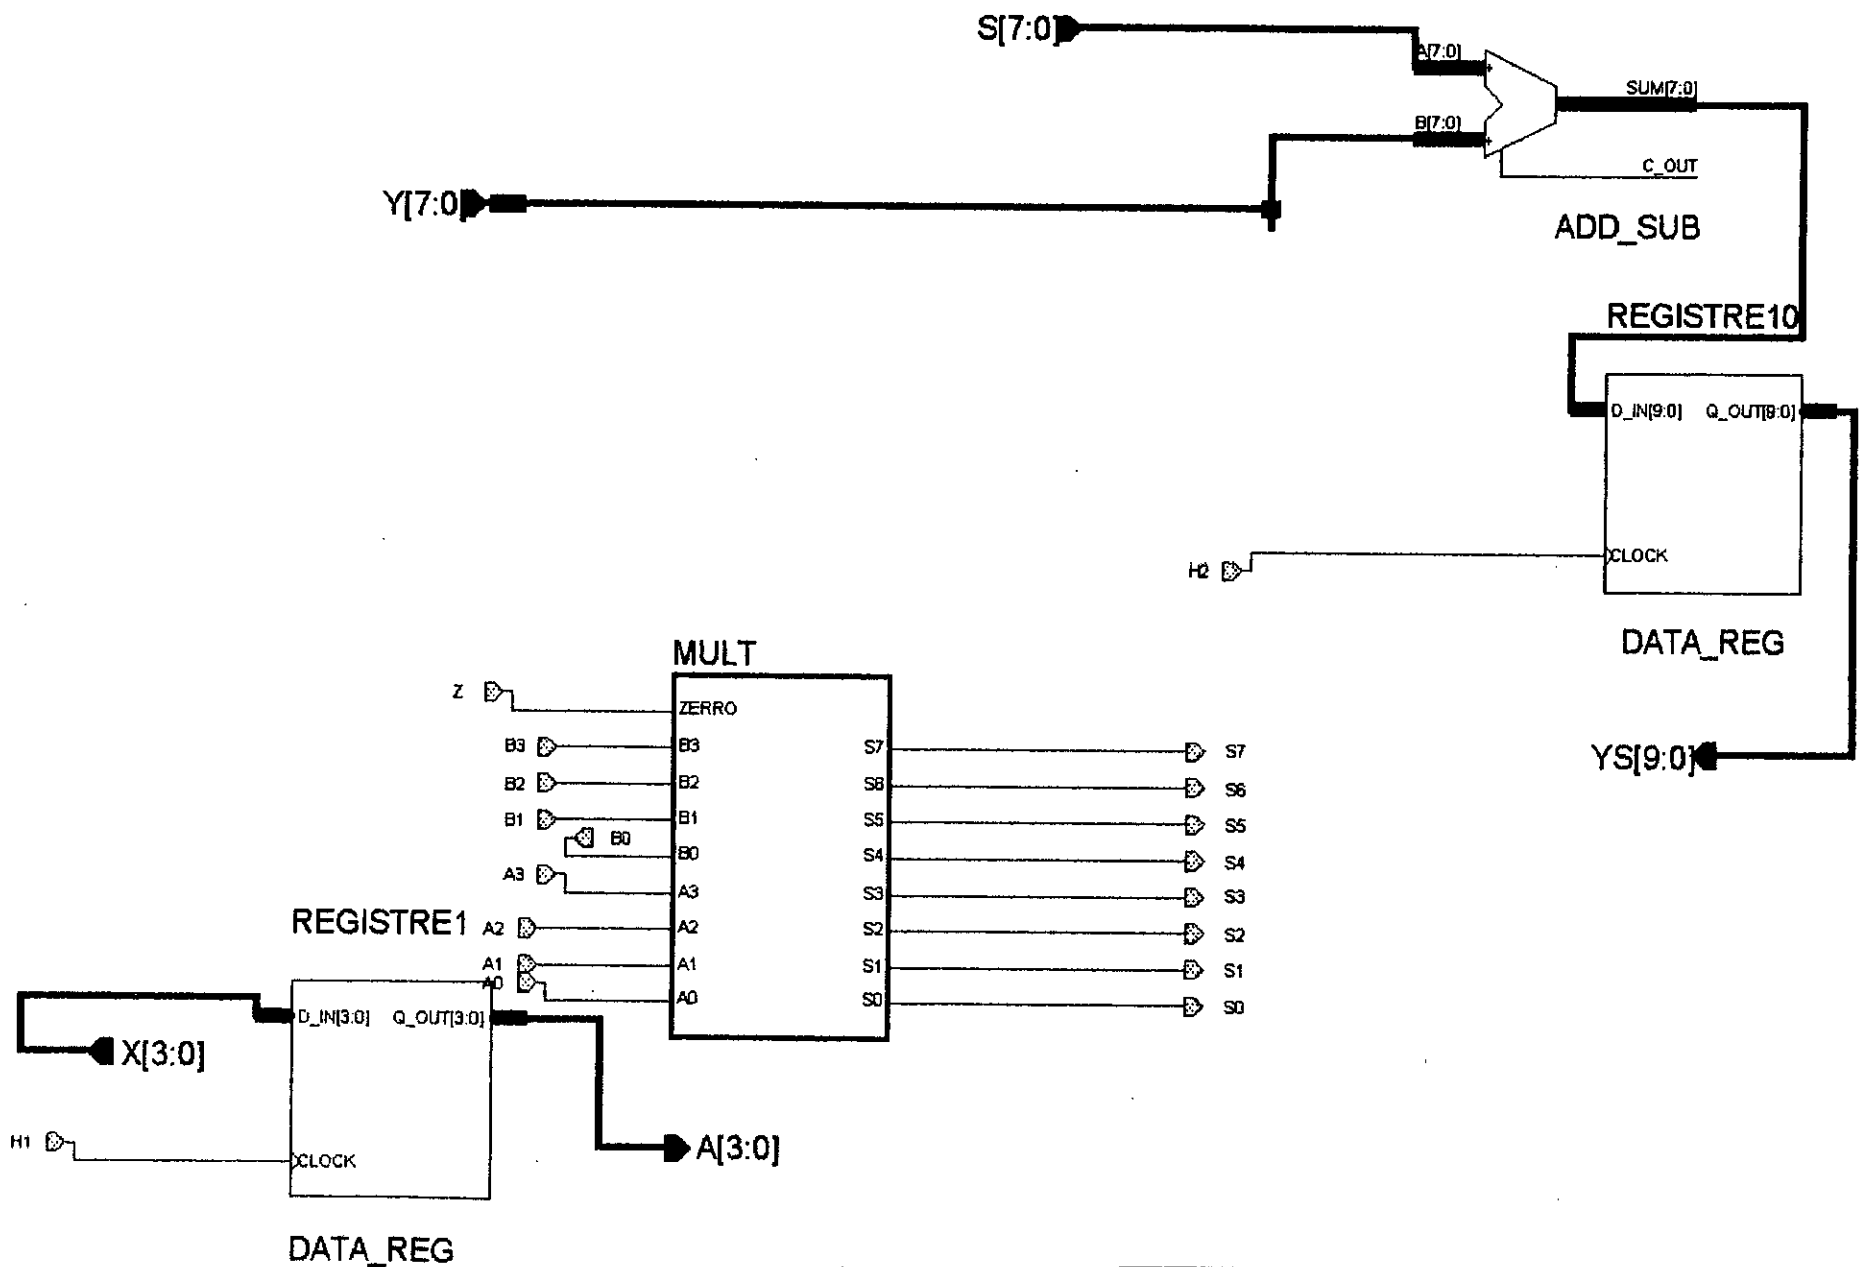 S[7:0]
A[7:0]
SUM[7:0]
B[7:0]
C_OUT
Y[7:0]
ADD_SUB
REGISTRE10
D_IN[9:0] Q_OUT[9:0]
H2
CLOCK
DATA_REG
MULT
Z
ZERRO
B3 B3 S7 S7
B2 B2 S6 S6
B1 B1 S5 S5
B0
B0 S4 S4
A3 A3 S3 S3
REGISTRE1
A2 A2 S2 S2
A1 A1 S1 S1
A0 A0 S0 S0
YS[9:0]
D_IN[3:0] Q_OUT[3:0]
X[3:0]
H1
CLOCK
A[3:0]
DATA_REG